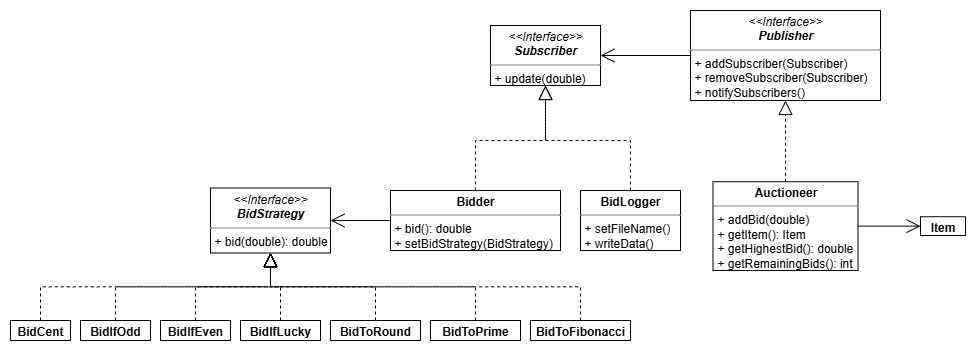 <<Interface>>
Subscriber
+ update(double)
<<Interface>>
Publisher
+ addSubscriber(Subscriber)
+ removeSubscriber(Subscriber)
+ notifySubscribers()
<<Interface>>
BidStrategy
+ bid(double): double
Bidder
+ bid(): double
+ setBidStrategy(BidStrategy)
BidLogger
+ setFileName()
+ writeData()
Auctioneer
+ addBid(double)
+ getItem(): Item
+ getHighestBid(): double
+ getRemainingBids(): int
Item
BidCent
BidIfOdd
BidIfEven
BidIfLucky
BidToRound
BidToPrime
BidToFibonacci